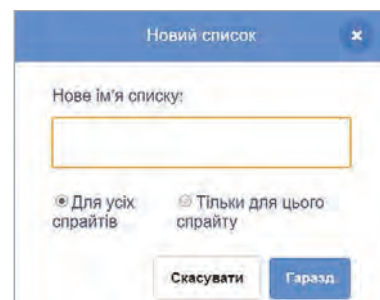 Новий список
Нове ім'я списку:
Для усіх спрайтів
Тільки для цього спрайту
Скасувати Гаразд